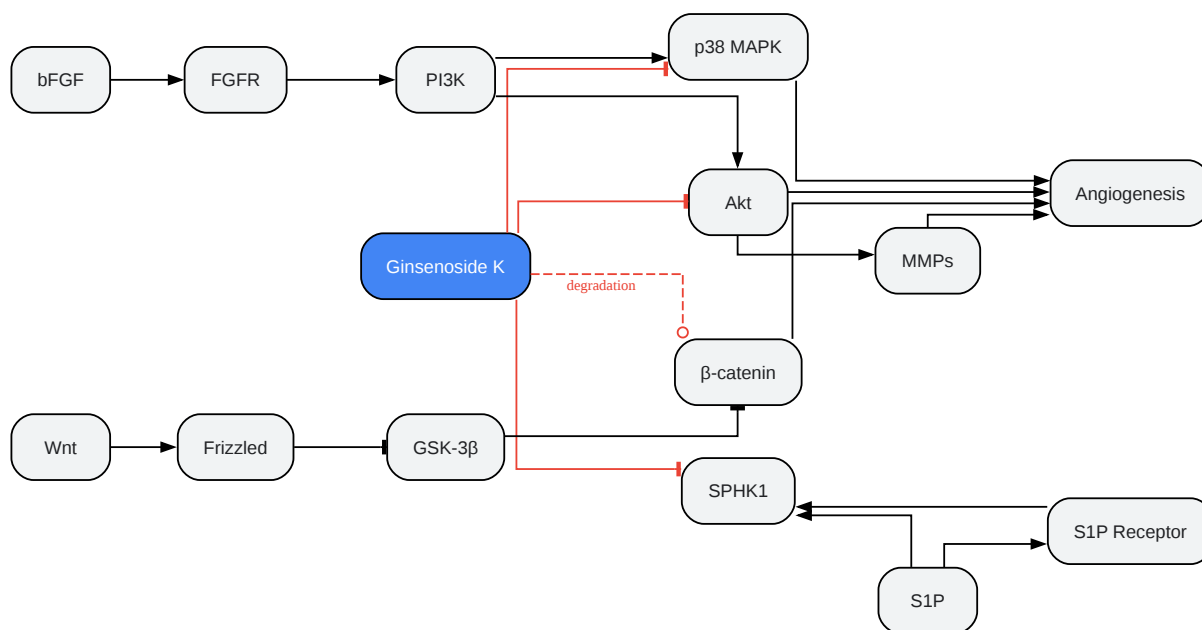 p38 MAPK
bFGF
FGFR
PI3K
Akt
Angiogenesis
Ginsenoside K
MMPs
degradation
β-catenin
Wnt
Frizzled
GSK-3β
SPHK1
S1P Receptor
S1P